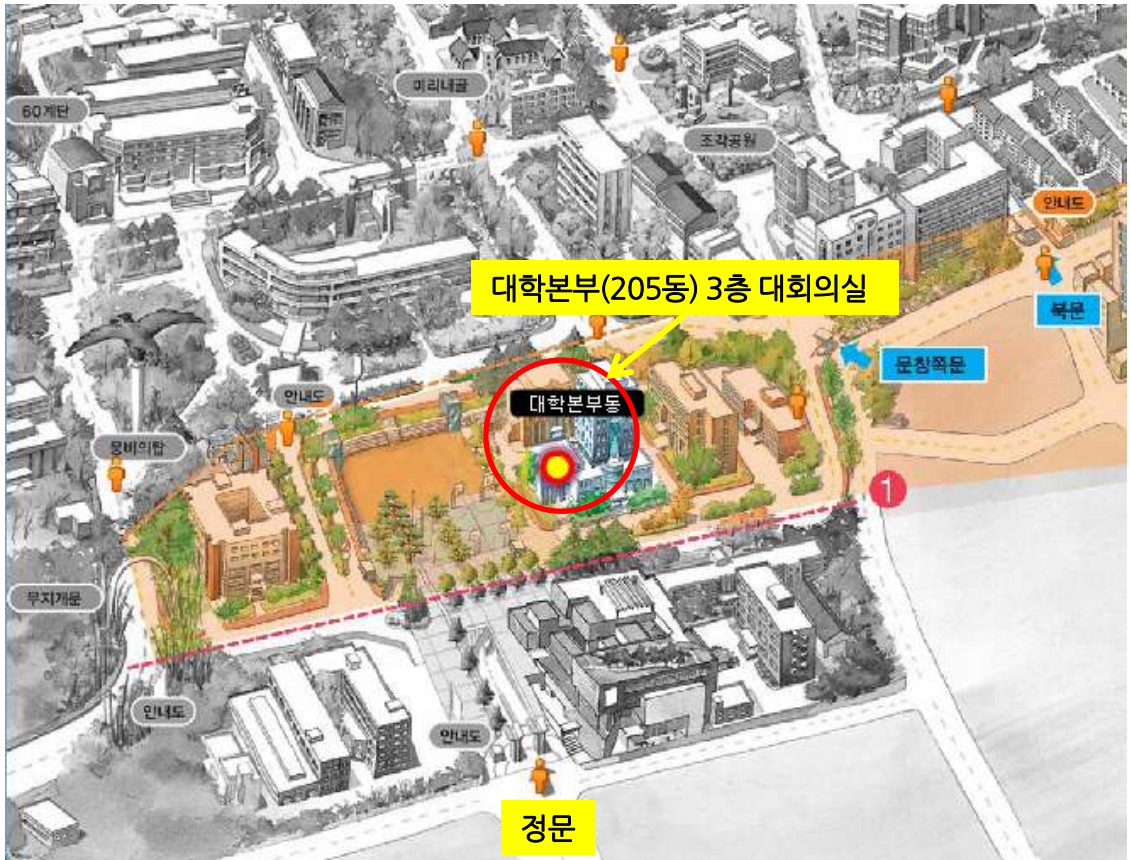 미리내골
60계단
조각공원
안내도
대학본부(205동) 3층 대회의실
북문
문창쪽문
안내도
대학본부동
웅비의탑
1
무지개문
안내도
안내도
정문